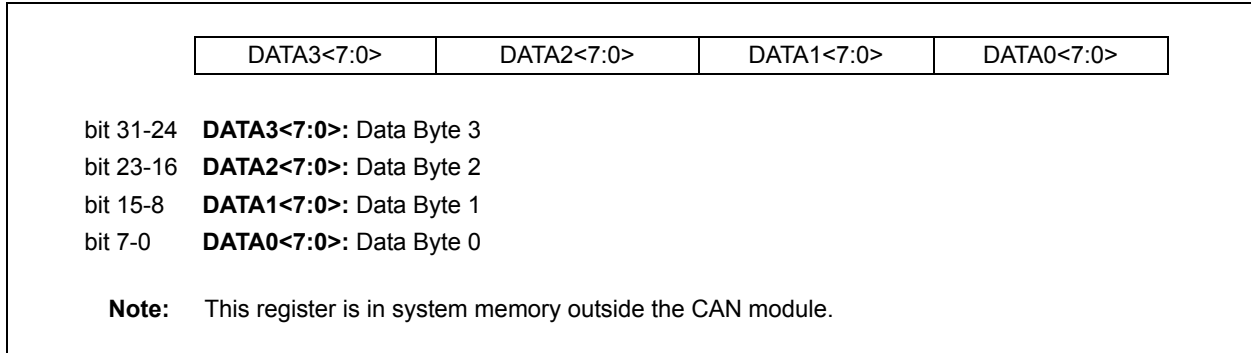 DATA3<7:0> DATA2<7:0> DATA1<7:0> DATA0<7:0>
bit 31-24 DATA3<7:0>: Data Byte 3
bit 23-16 DATA2<7:0>: Data Byte 2
bit 15-8 DATA1<7:0>: Data Byte 1
bit 7-0 DATA0<7:0>: Data Byte 0
Note: This register is in system memory outside the CAN module.